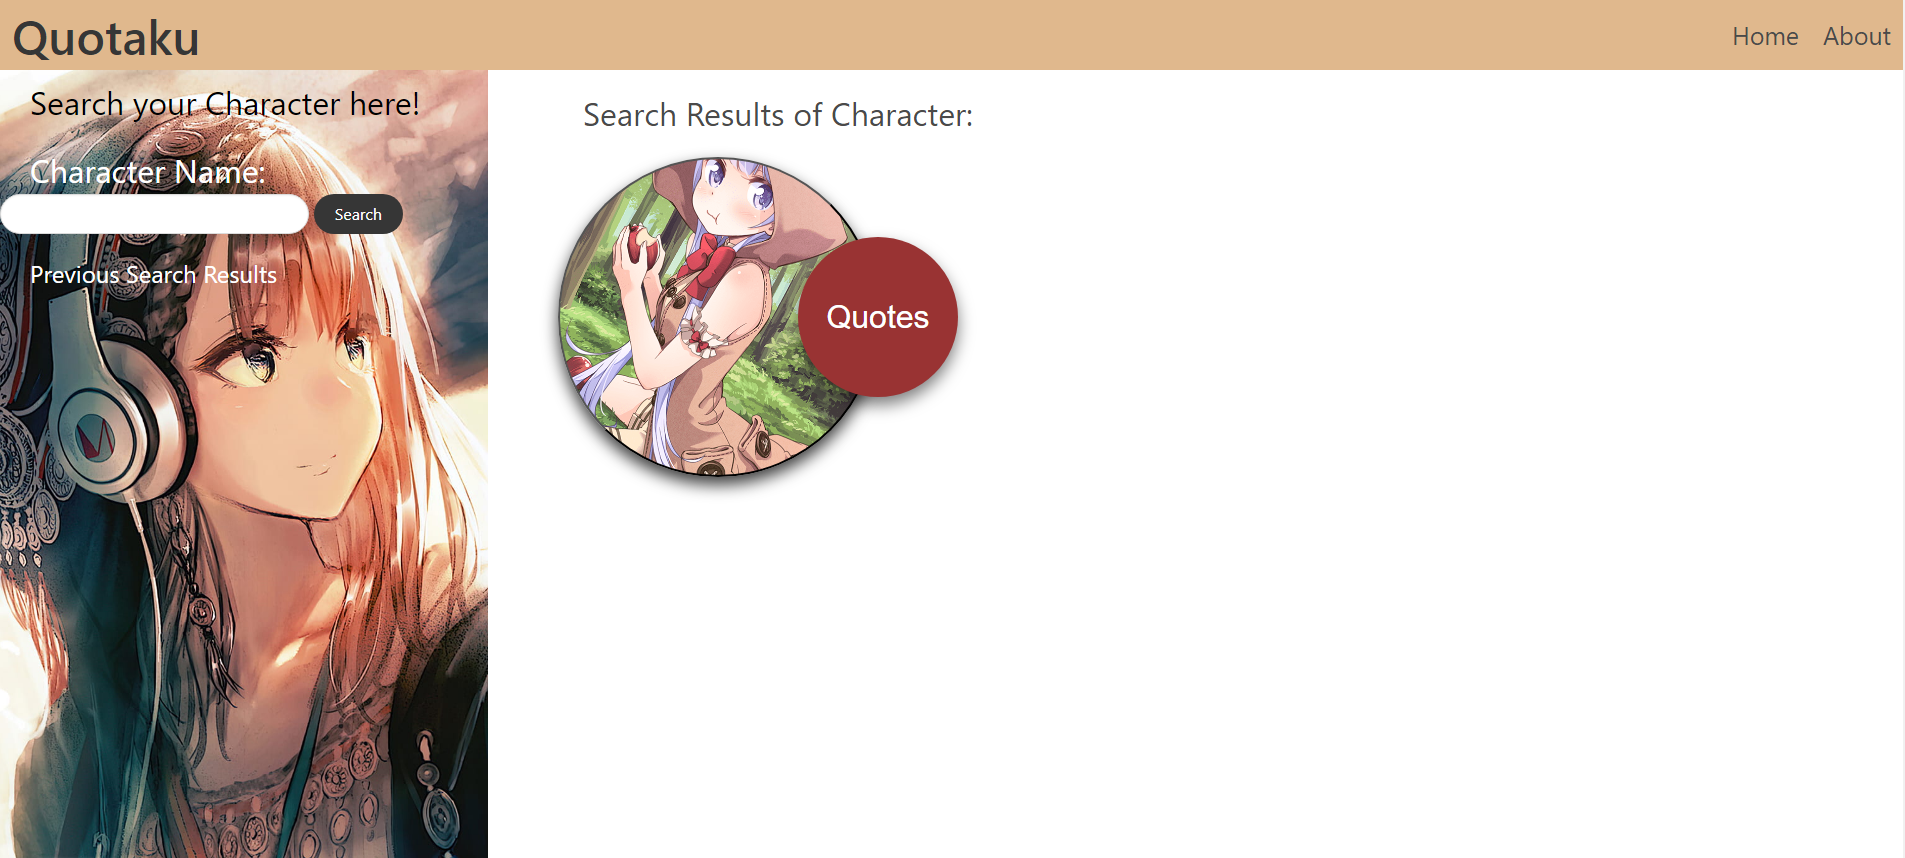 Quotaku
Home About
Search your Character here!
Character Name:
Search
Previous Search Results
Search Results of Character:
Quotes